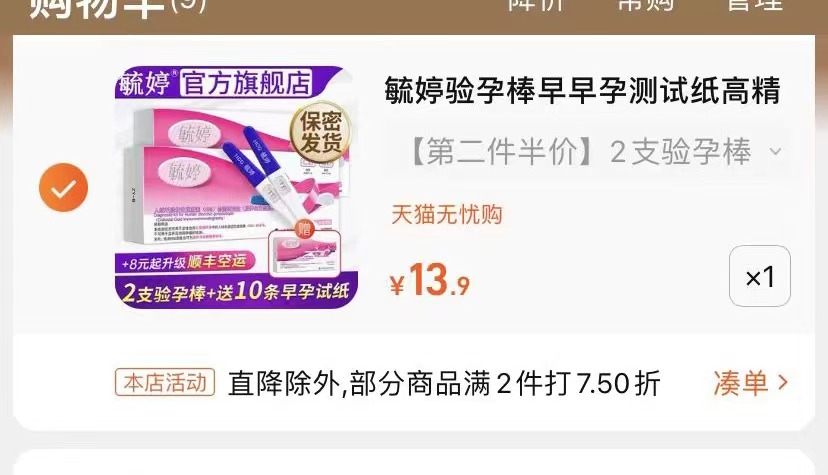 购物车(9)
降价 常购 管理
毓婷® 官方旗舰店
保密
发货
毓婷
毓婷
赠
+8元起升级 顺丰空运
2支验孕棒+送10条早孕试纸
毓婷验孕棒早早孕测试纸高精
【第二件半价】2支验孕棒
天猫无忧购
¥13.9
×1
本店活动 直降除外,部分商品满2件打7.50折 凑单 >